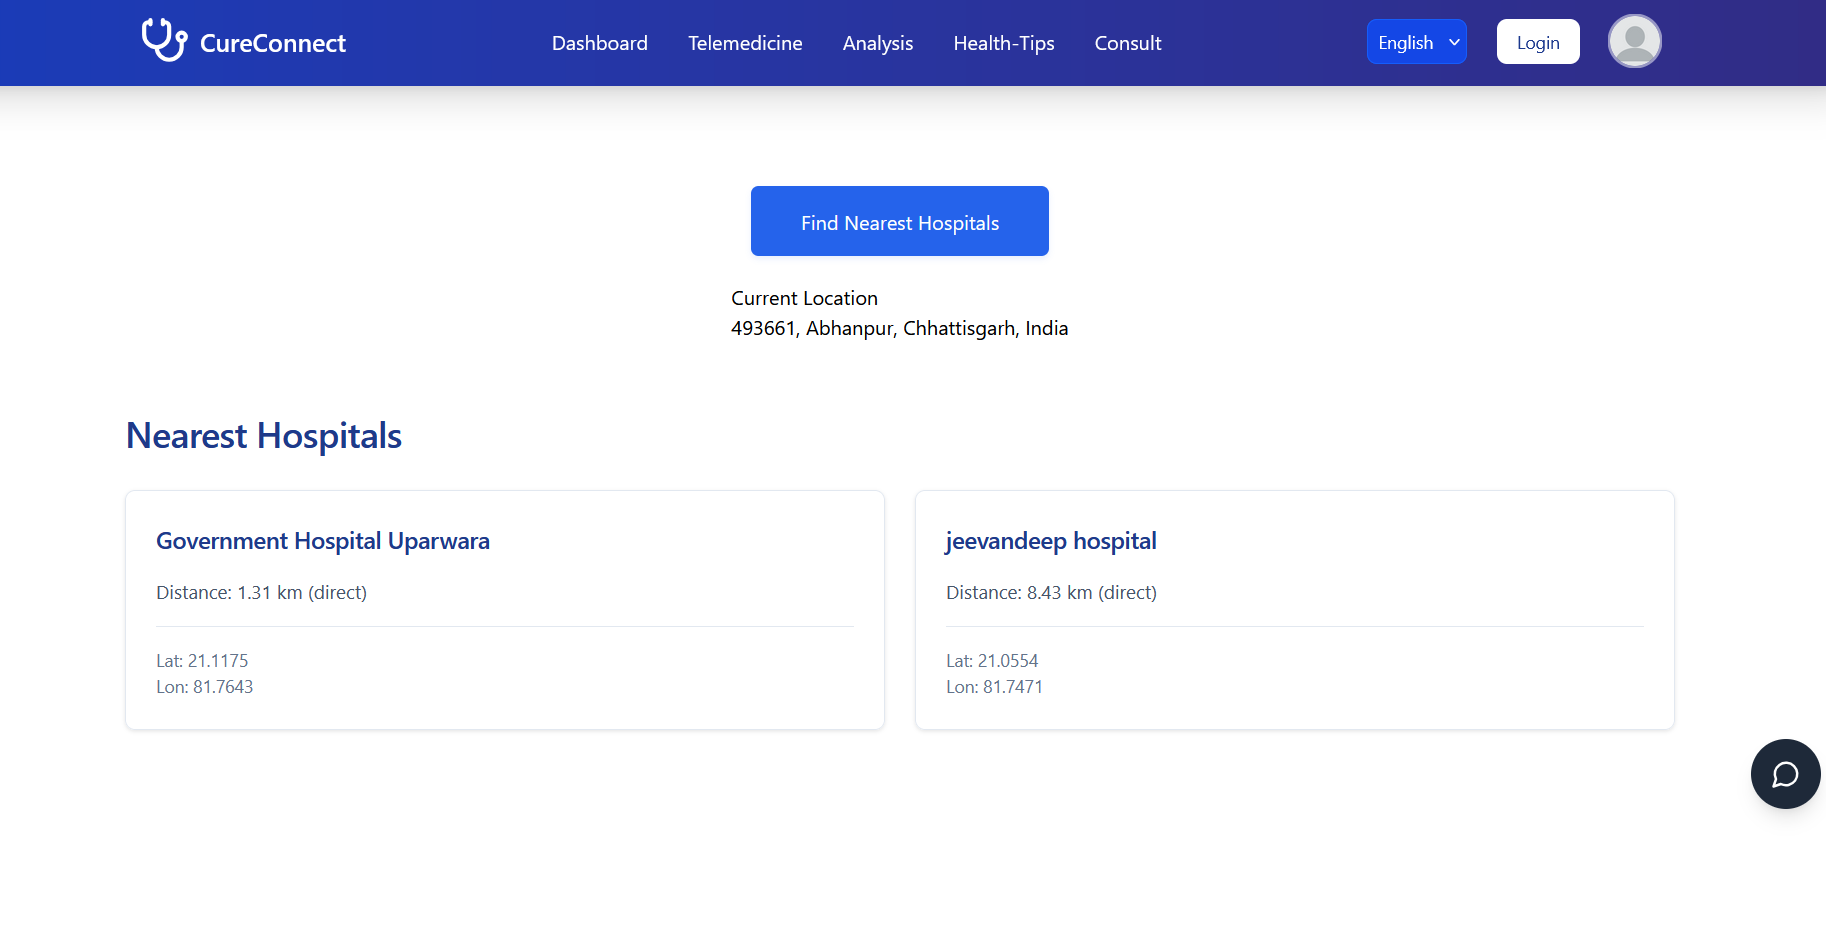 CureConnect
Dashboard Telemedicine Analysis Health-Tips Consult
English
Login
Find Nearest Hospitals
Current Location
493661, Abhanpur, Chhattisgarh, India
Nearest Hospitals
Government Hospital Uparwara
Distance: 1.31 km (direct)
Lat: 21.1175
Lon: 81.7643
jeevandeep hospital
Distance: 8.43 km (direct)
Lat: 21.0554
Lon: 81.7471